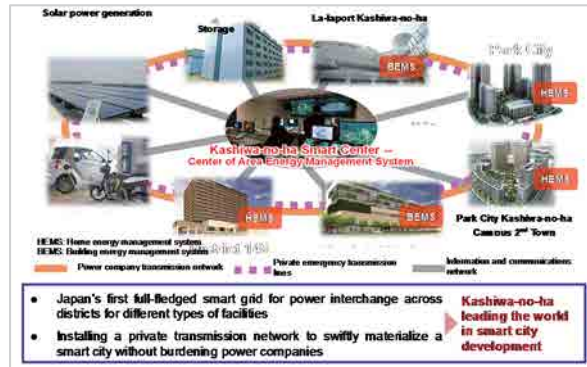 Solar power generation
Storage
La-laport Kashiwa-no-ha
Park City
BEMS
HEMS
Kashiwa-no-ha Smart Center --
Center of Area Energy Management System
HEMS
HEMS
BEMS
Park City Kashiwa-no-ha
Campus 2nd Town
HEMS: Home energy management system
BEMS: Building energy management system
Power company transmission network
Private emergency transmission
lines
Information and communications
network
● Japan's first full-fledged smart grid for power interchange across
districts for different types of facilities
● Installing a private transmission network to swiftly materialize a
smart city without burdening power companies
Kashiwa-no-ha
leading the world
in smart city
development